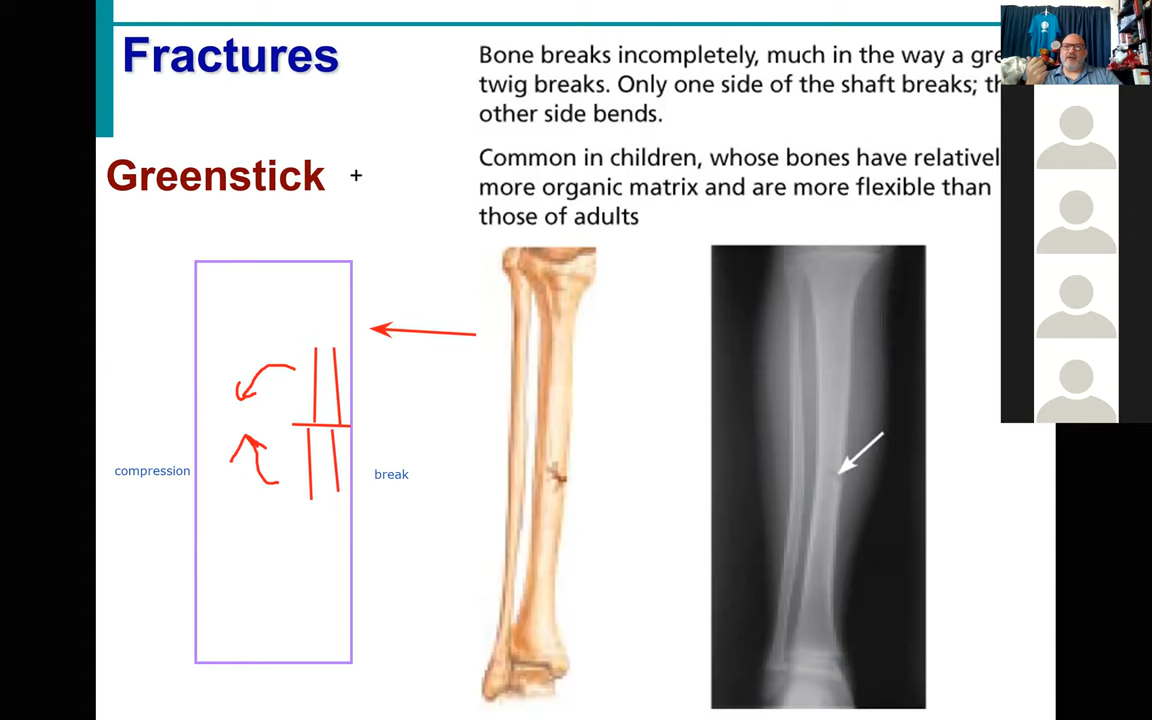 Fractures
Bone breaks incompletely, much in the way a gre
twig breaks. Only one side of the shaft breaks; th
other side bends.
Greenstick
Common in children, whose bones have relativel
more organic matrix and are more flexible than
those of adults
compression
break